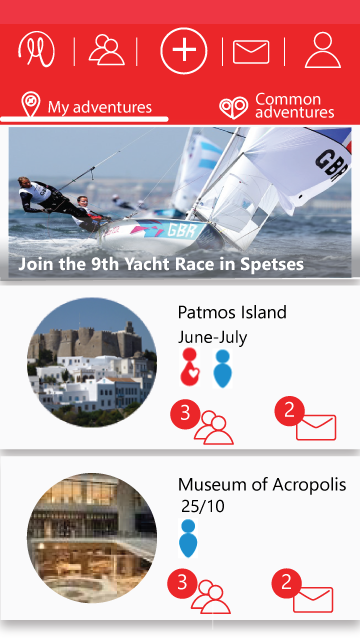 My adventures
Common
adventures
GBR
GBR
GBR
Join the 9th Yacht Race in Spetses
Patmos Island
June-July
3
2
Museum of Acropolis
25/10
3
2